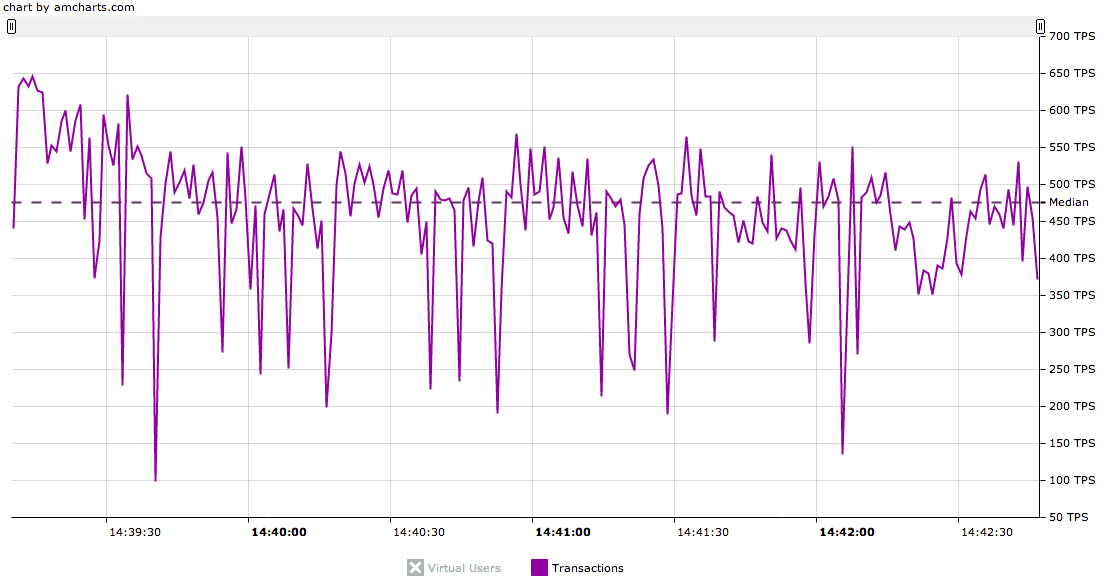 chart by amcharts.com
700 TPS
650 TPS
600 TPS
550 TPS
500 TPS
Median
450 TPS
400 TPS
350 TPS
300 TPS
250 TPS
200 TPS
150 TPS
100 TPS
50 TPS
14:39:30 14:40:00 14:40:30 14:41:00 14:41:30 14:42:00 14:42:30
Virtual Users Transactions